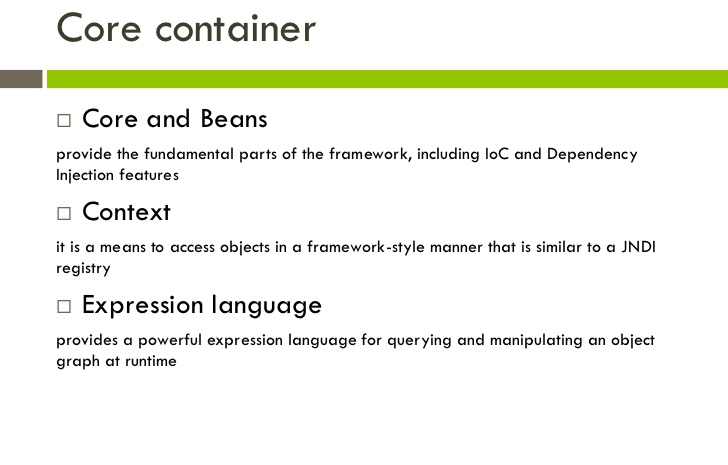 Core container
Core and Beans
provide the fundamental parts of the framework, including IoC and Dependency
Injection features
Context
it is a means to access objects in a framework-style manner that is similar to a JNDI
registry
Expression language
provides a powerful expression language for querying and manipulating an object
graph at runtime